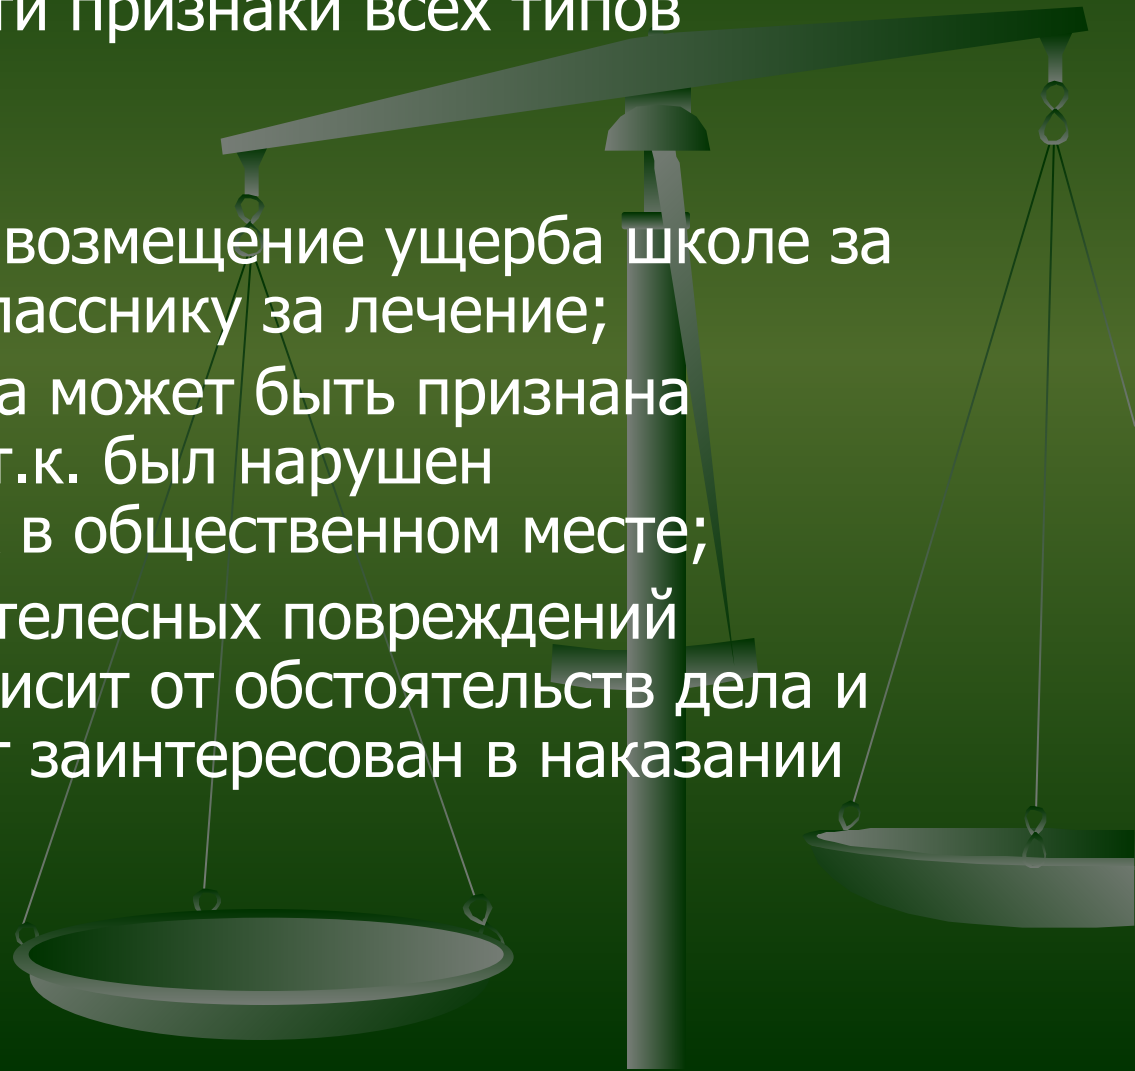 ти признаки всех типов
возмещение ущерба школе за
ласснику за лечение;
а может быть признана
т.к. был нарушен
в общественном месте;
телесных повреждений
исит от обстоятельств дела и
т заинтересован в наказании